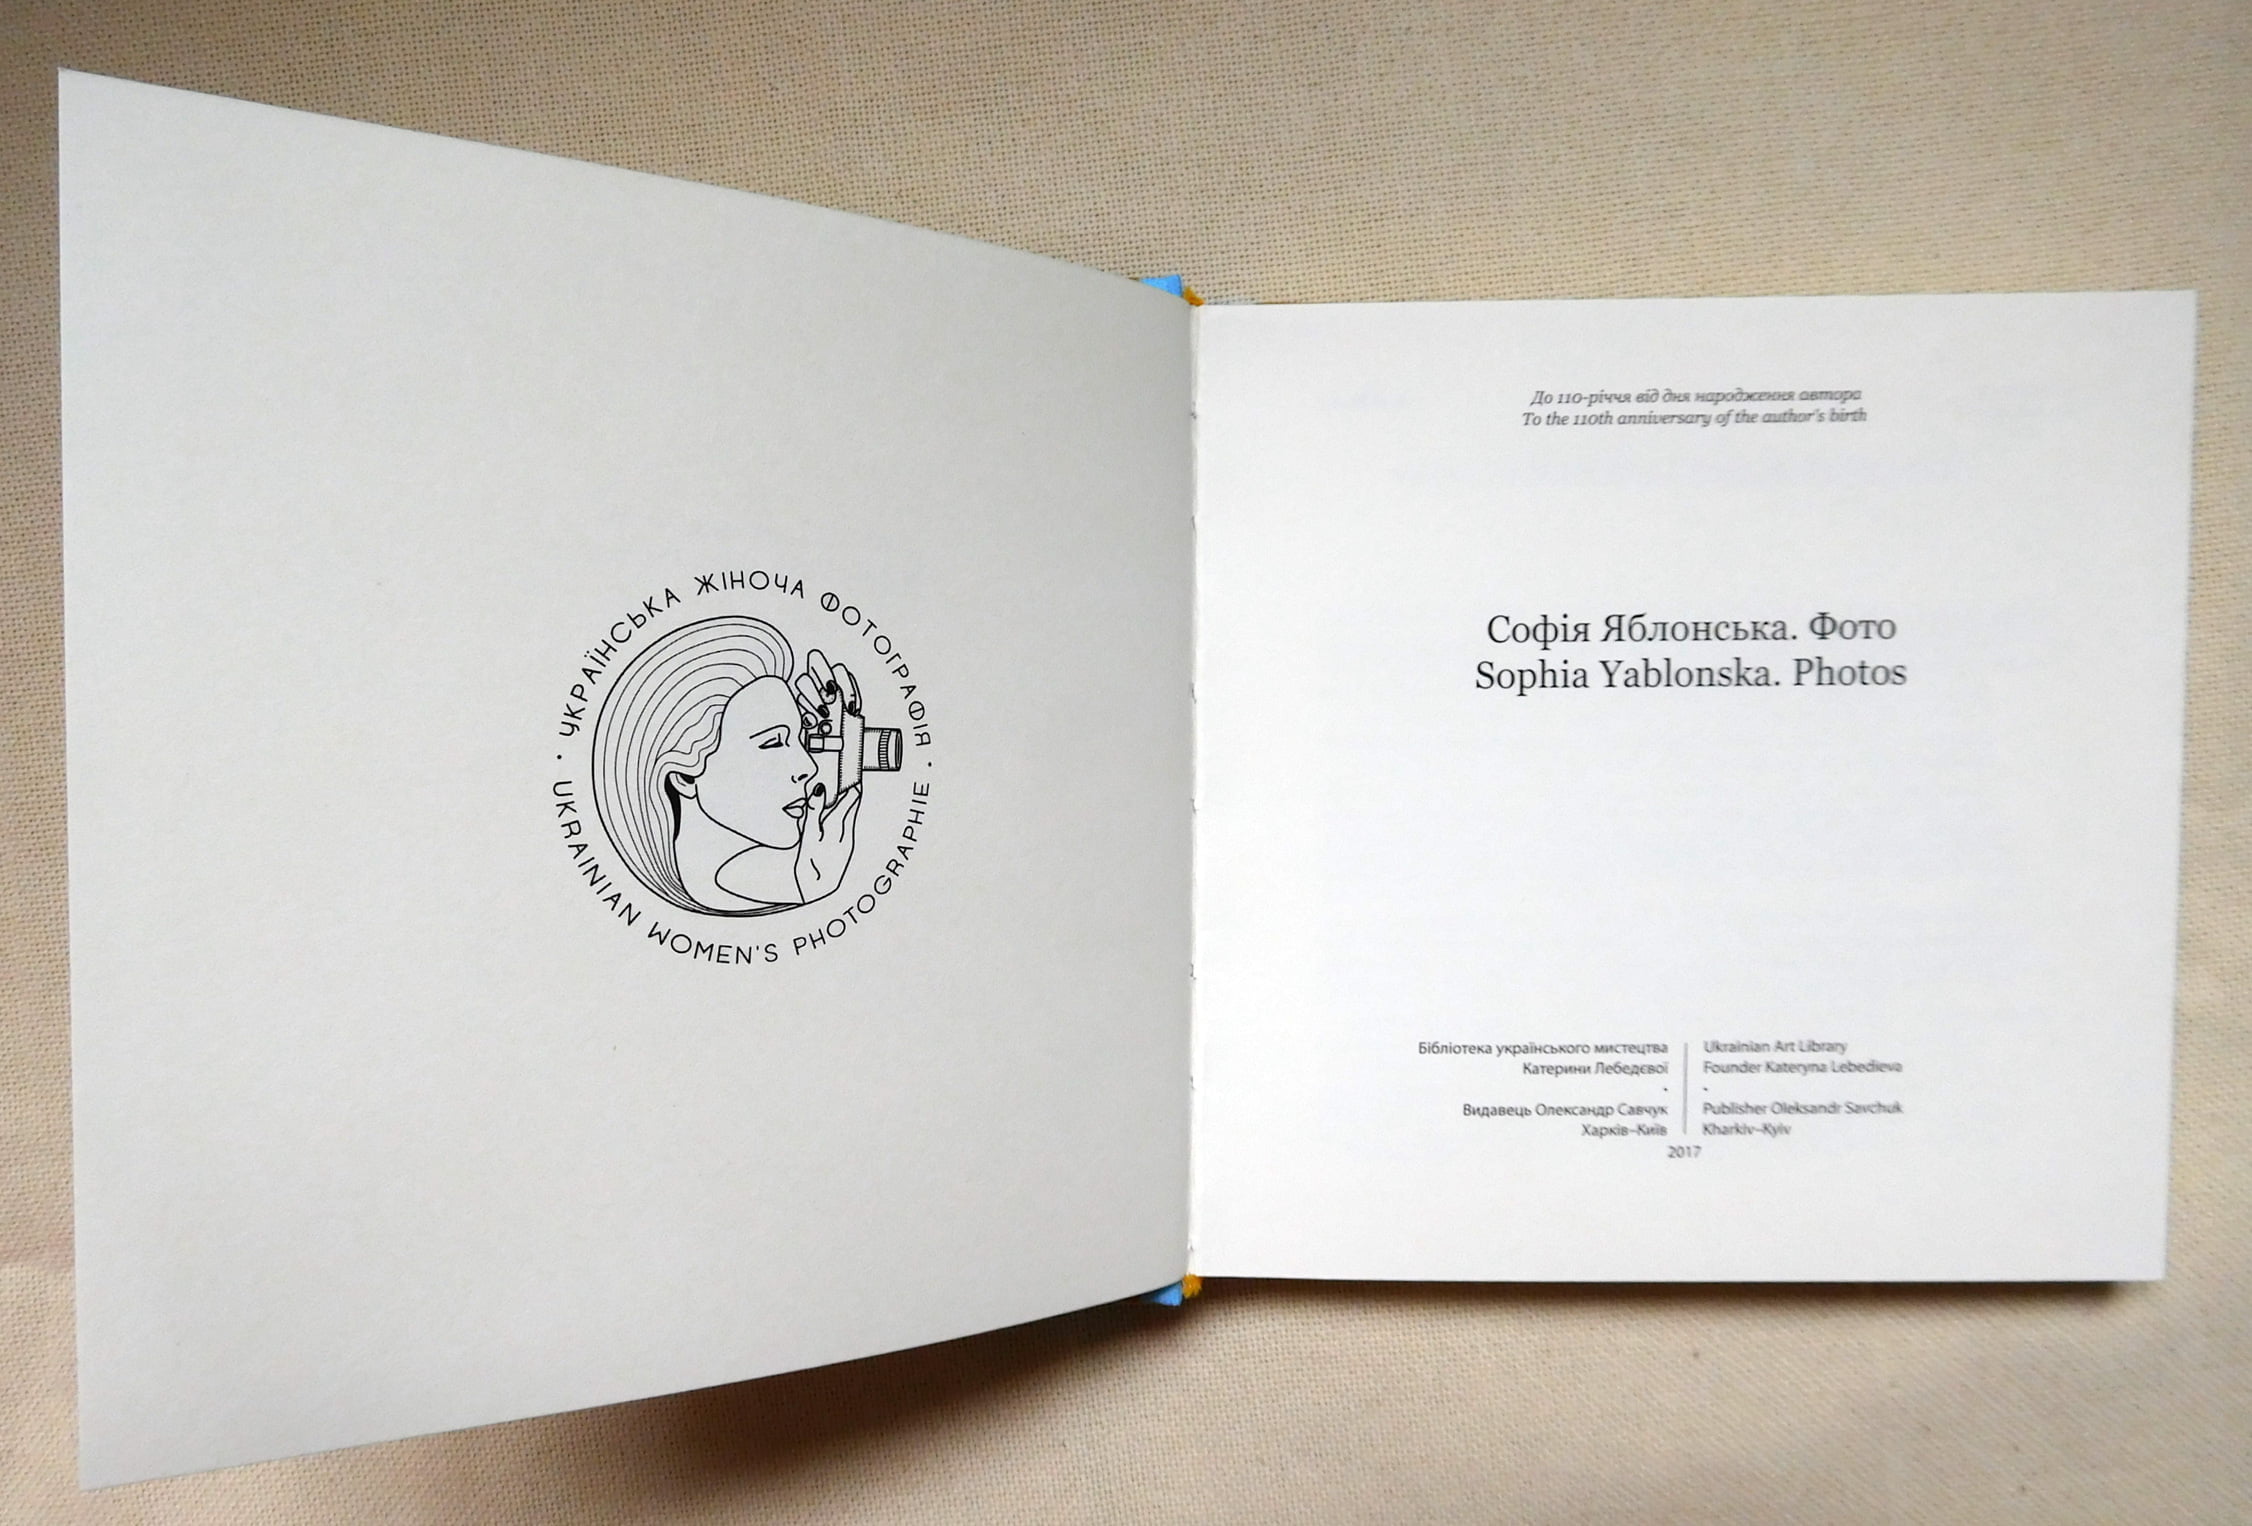 УКРАЇНСЬКА ЖІНОЧА ФОТОГРАФІЯ
UKRAINIAN WOMEN'S PHOTOGRAPHIE
До 110-річчя від дня народження автора
To the 110th anniversary of the author's birth
Софія Яблонська. Фото
Sophia Yablonska. Photos
Бібліотека українського мистецтва
Катерини Лебедєвої
Видавець Олександр Савчук
Харків–Київ
Ukrainian Art Library
Founder Kateryna Lebedieva
Publisher Oleksandr Savchuk
Kharkiv–Kyiv
2017